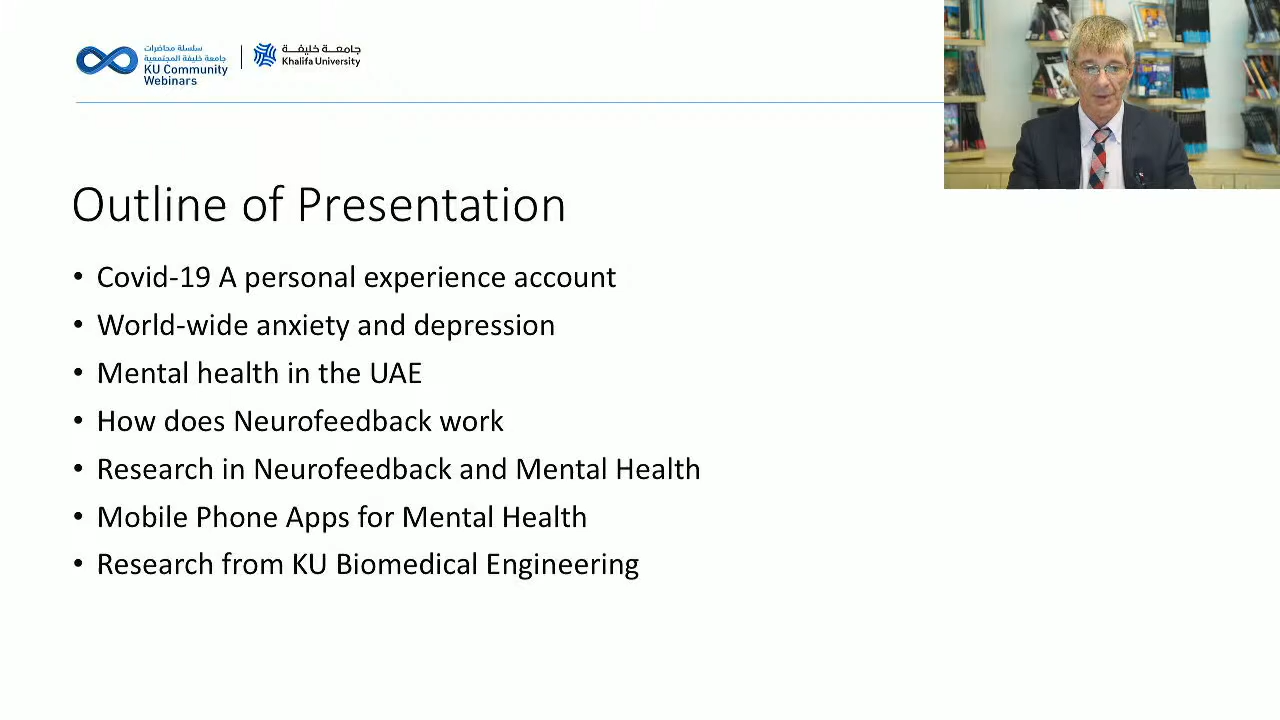 سلسلة محاضرات
جامعة خليفة المجتمعية
KU Community
Webinars
جامعـة خليفـة
Khalifa University
Outline of Presentation
• Covid-19 A personal experience account
• World-wide anxiety and depression
• Mental health in the UAE
• How does Neurofeedback work
• Research in Neurofeedback and Mental Health
• Mobile Phone Apps for Mental Health
• Research from KU Biomedical Engineering